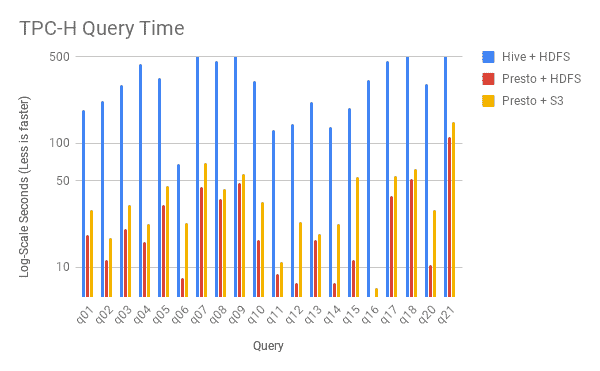 TPC-H Query Time
500
100
50
10
Log-Scale Seconds (Less is faster)
q01 q02 q03 q04 q05 q06 q07 q08 q09 q10 q11 q12 q13 q14 q15 q16 q17 q18 q20 q21
Query
Hive + HDFS
Presto + HDFS
Presto + S3